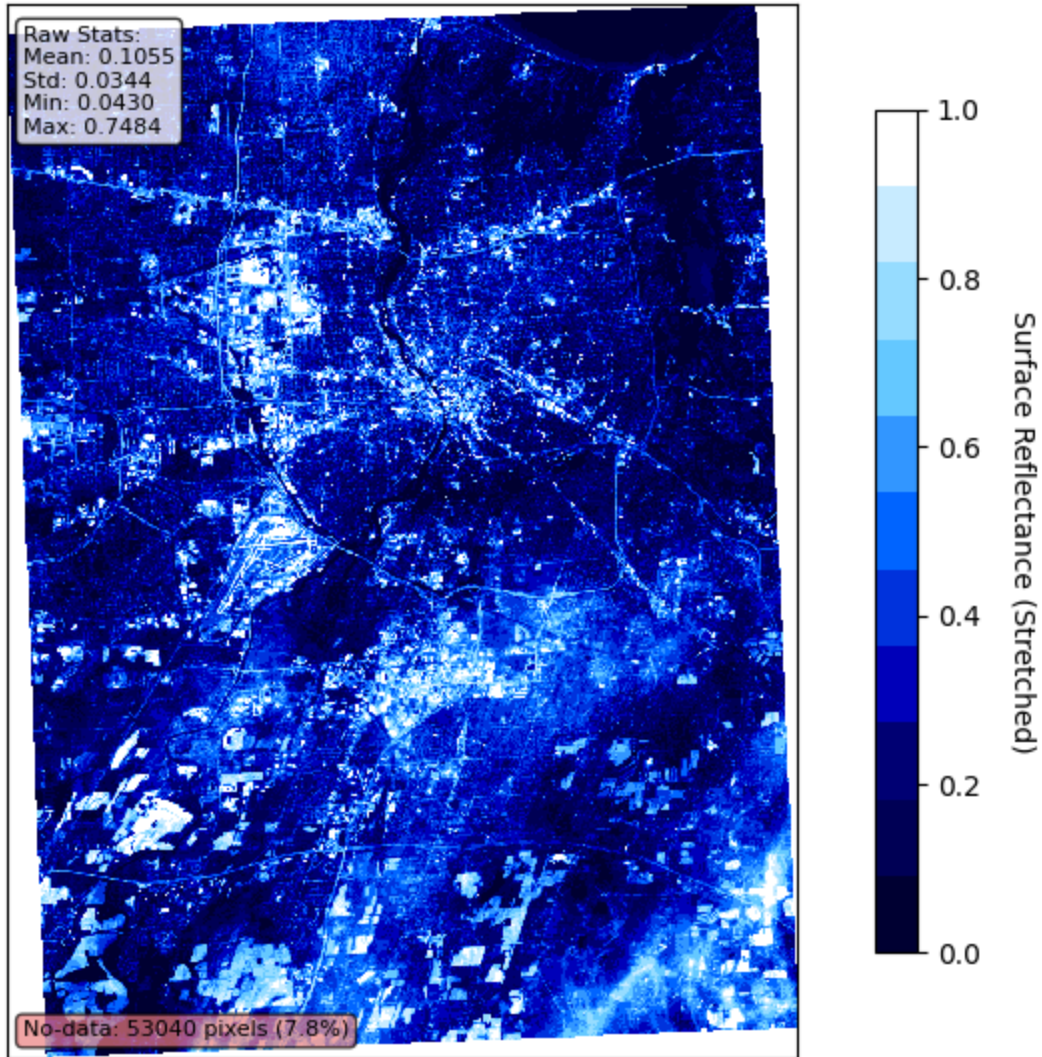 Raw Stats:
Mean: 0.1055
Std: 0.0344
Min: 0.0430
Max: 0.7484
1.0
0.8
0.6
0.4
0.2
0.0
Surface Reflectance (Stretched)
No-data: 53040 pixels (7.8%)